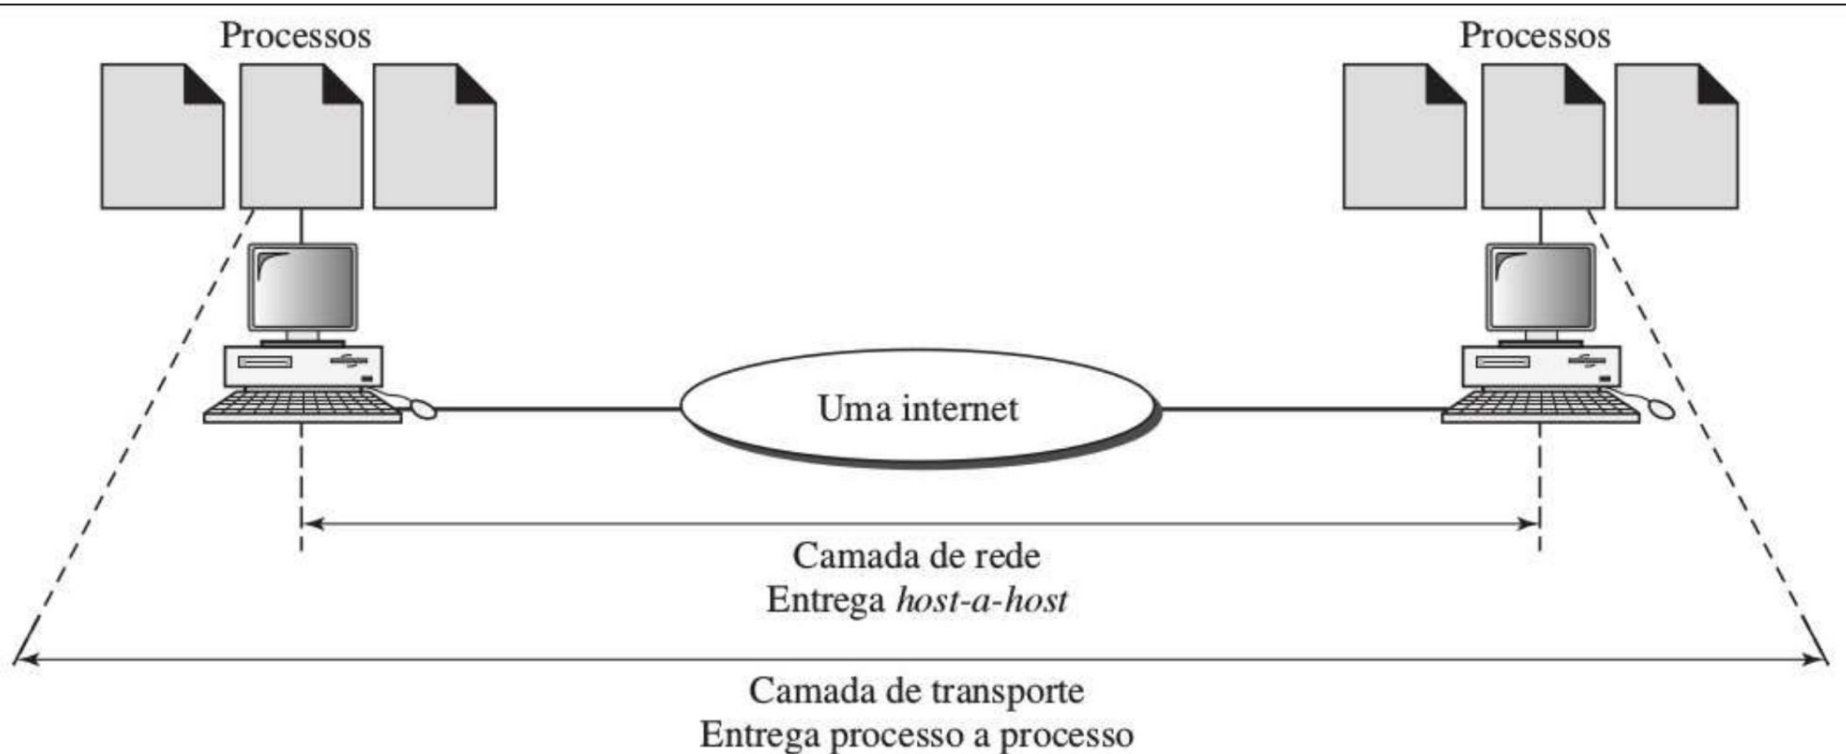 Processos
Processos
Uma internet
Camada de rede
Entrega host-a-host
Camada de transporte
Entrega processo a processo